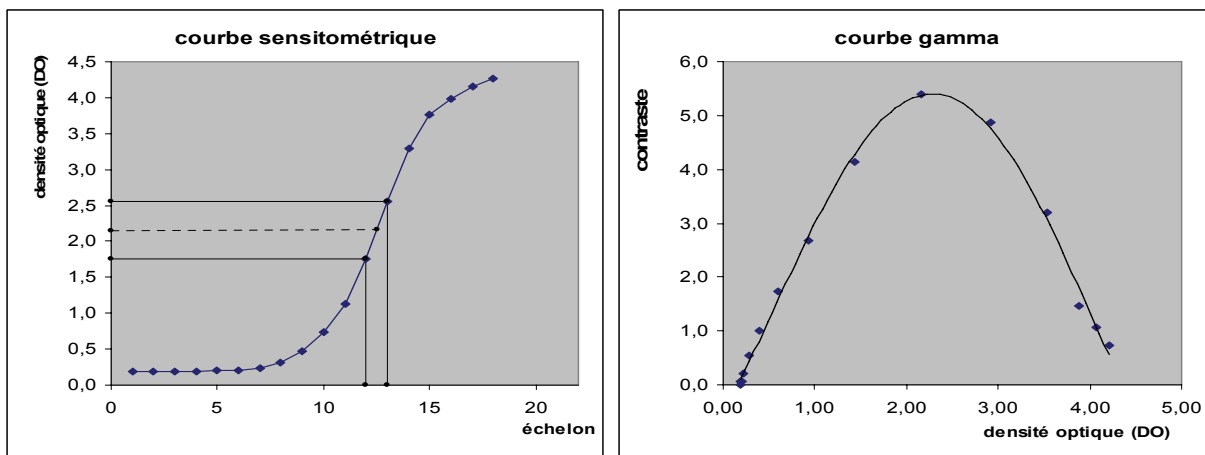 courbe sensitométrique
densité optique (DO)
4,5
4,0
3,5
3,0
2,5
2,0
1,5
1,0
0,5
0,0
0 5 10 15 20
échelon
courbe gamma
contraste
6,0
5,0
4,0
3,0
2,0
1,0
0,0
0,00 1,00 2,00 3,00 4,00 5,00
densité optique (DO)